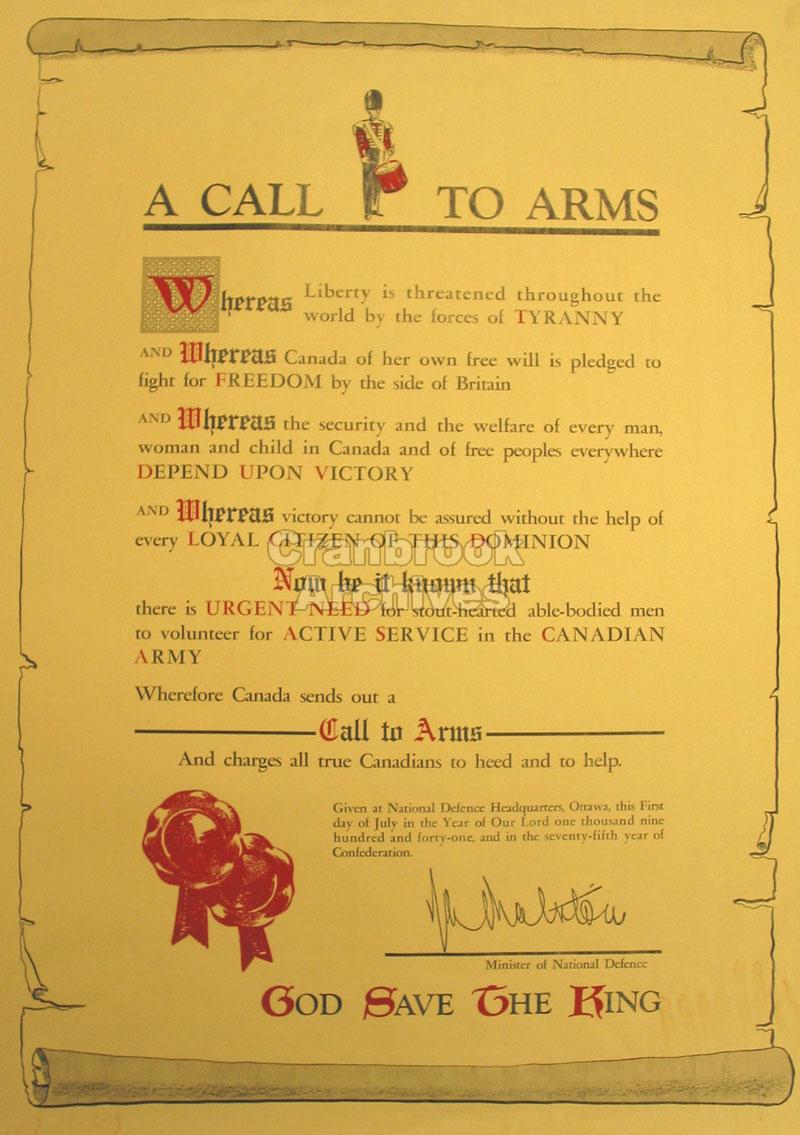 A CALL TO ARMS
Whereas Liberty is threatened throughout the
world by the forces of TYRANNY
AND Whereas Canada of her own free will is pledged to
fight for FREEDOM by the side of Britain
AND Whereas the security and the welfare of every man,
woman and child in Canada and of free peoples everywhere
DEPEND UPON VICTORY
AND Whereas victory cannot be assured without the help of
every LOYAL CITIZEN OF THIS DOMINION
Cranbrook
Archives
Now be it known that
there is URGENT NEED for stout-hearted able-bodied men
to volunteer for ACTIVE SERVICE in the CANADIAN
ARMY
Wherefore Canada sends out a
Call to Arms
And charges all true Canadians to heed and to help.
Given at National Defence Headquarters, Ottawa, this First
day of July in the Year of Our Lord one thousand nine
hundred and forty-one, and in the seventy-fifth year of
Confederation.
Minister of National Defence
GOD SAVE THE KING